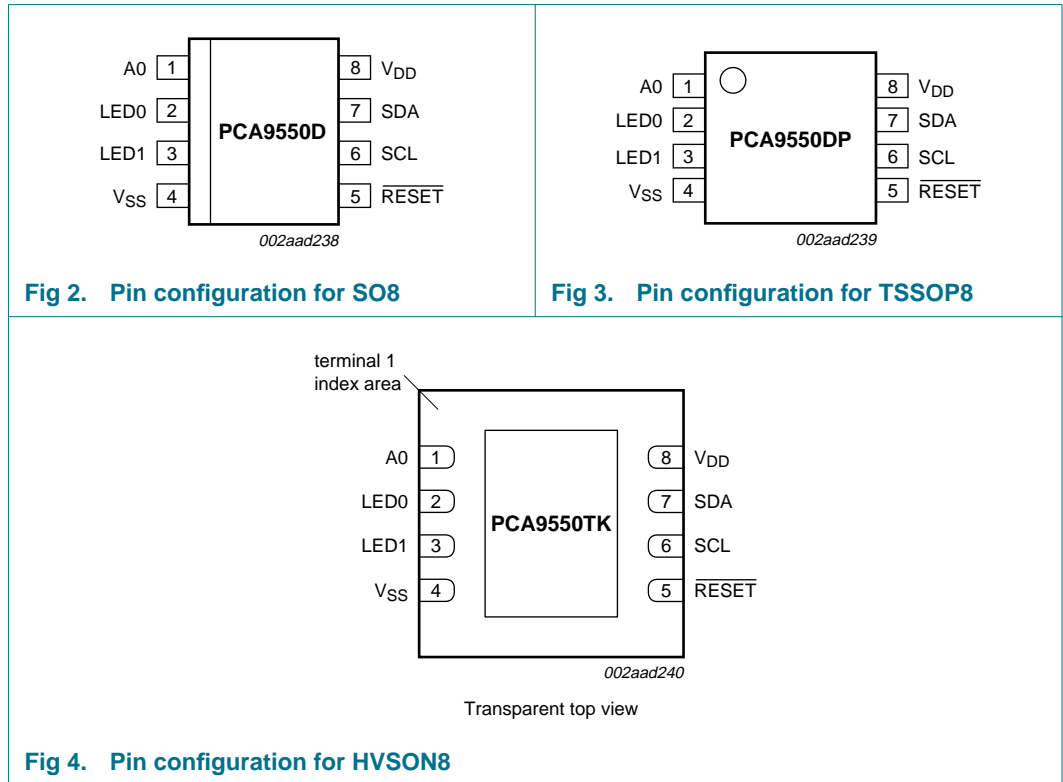 A0 1
LED0 2
LED1 3
VSS 4
PCA9550D
8 VDD
7 SDA
6 SCL
5 RESET
002aad238
Fig 2. Pin configuration for SO8
A0 1
LED0 2
LED1 3
VSS 4
PCA9550DP
8 VDD
7 SDA
6 SCL
5 RESET
002aad239
Fig 3. Pin configuration for TSSOP8
terminal 1
index area
A0 1
LED0 2
LED1 3
VSS 4
PCA9550TK
8 VDD
7 SDA
6 SCL
5 RESET
002aad240
Transparent top view
Fig 4. Pin configuration for HVSON8